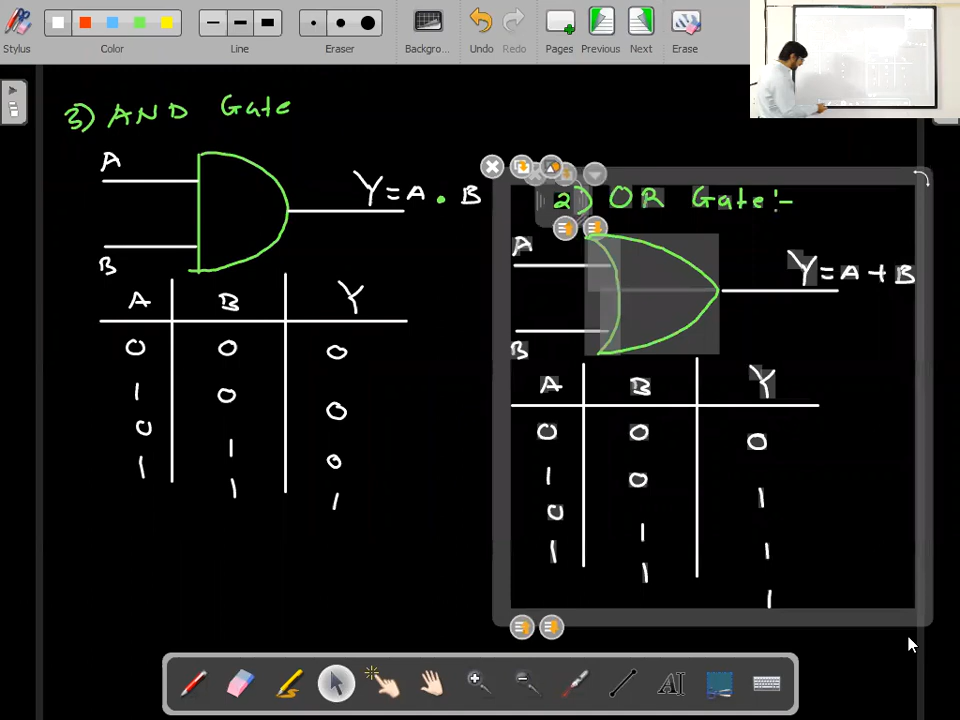 Stylus
Color
Line
Eraser
Backgro...
Undo
Redo
Pages
Previous
Next
Erase
3) AND Gate
A
B
Y = A . B
A B Y
0 0 0
1 0 0
0 1 0
1 1 1
2) OR Gate :-
A
B
Y = A + B
A B Y
0 0 0
1 0 1
0 1 1
1 1 1
AI